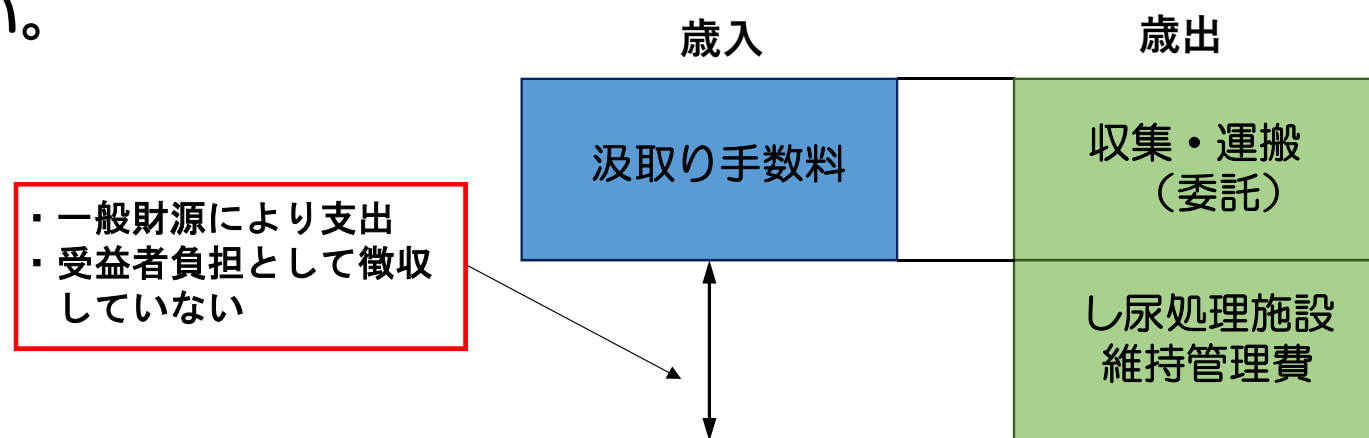 い。
歳入
歳出
汲取り手数料
収集・運搬
（委託）
・一般財源により支出
・受益者負担として徴収
していない
し尿処理施設
維持管理費